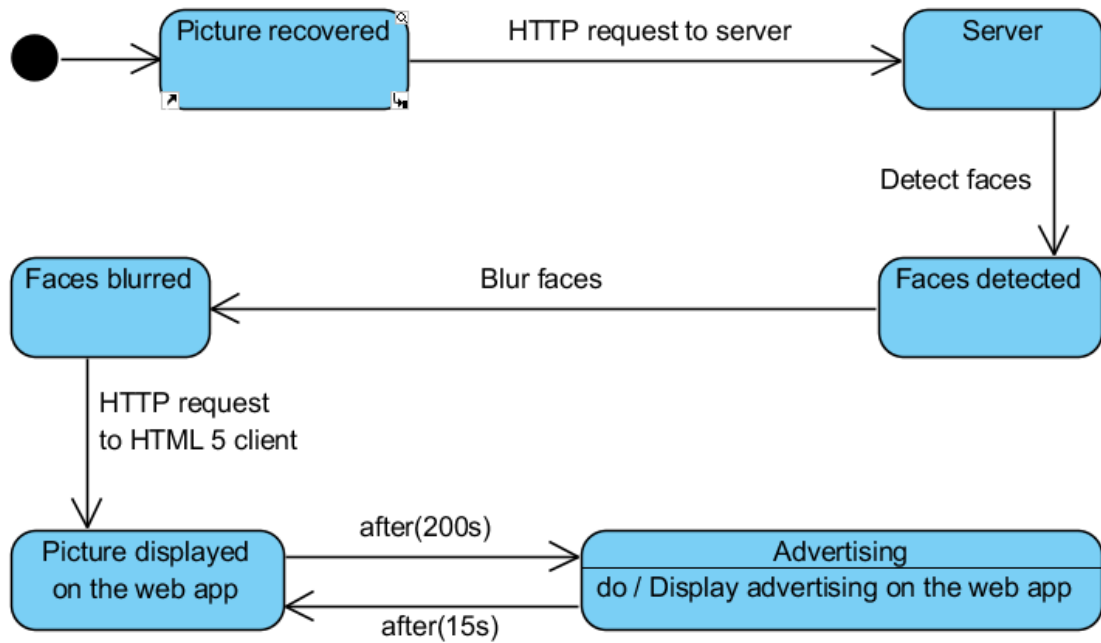 Picture recovered
HTTP request to server
Server
Detect faces
Faces blurred
Blur faces
Faces detected
HTTP request
to HTML 5 client
Picture displayed
on the web app
after(200s)
after(15s)
Advertising
do / Display advertising on the web app